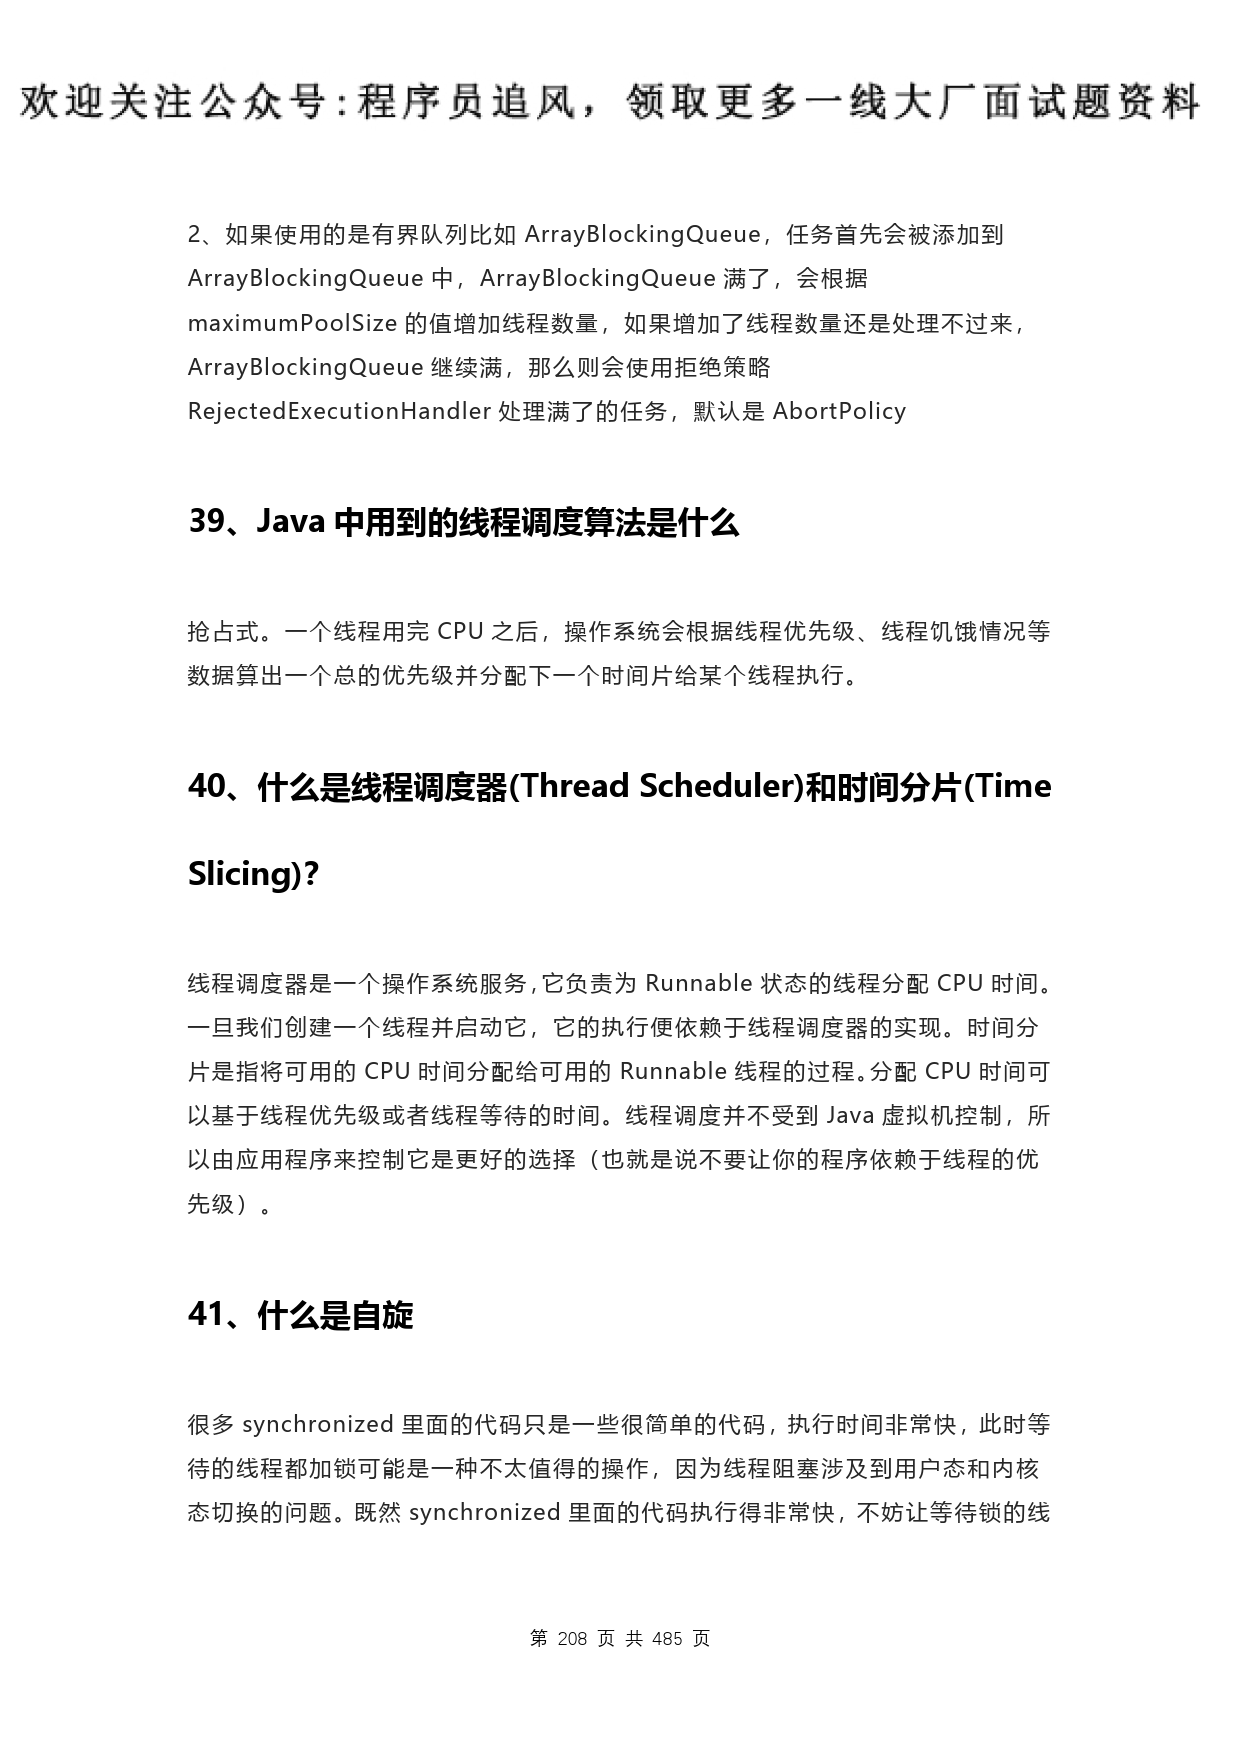 欢迎关注公众号:程序员追风，领取更多一线大厂面试题资料
2、如果使用的是有界队列比如 ArrayBlockingQueue，任务首先会被添加到
ArrayBlockingQueue 中，ArrayBlockingQueue 满了，会根据
maximumPoolSize 的值增加线程数量，如果增加了线程数量还是处理不过来，
ArrayBlockingQueue 继续满，那么则会使用拒绝策略
RejectedExecutionHandler 处理满了的任务，默认是 AbortPolicy
39、Java 中用到的线程调度算法是什么
抢占式。一个线程用完 CPU 之后，操作系统会根据线程优先级、线程饥饿情况等
数据算出一个总的优先级并分配下一个时间片给某个线程执行。
40、什么是线程调度器(Thread Scheduler)和时间分片(Time
Slicing)？
线程调度器是一个操作系统服务,它负责为 Runnable 状态的线程分配 CPU 时间。
一旦我们创建一个线程并启动它，它的执行便依赖于线程调度器的实现。时间分
片是指将可用的 CPU 时间分配给可用的 Runnable 线程的过程。分配 CPU 时间可
以基于线程优先级或者线程等待的时间。线程调度并不受到 Java 虚拟机控制，所
以由应用程序来控制它是更好的选择（也就是说不要让你的程序依赖于线程的优
先级）。
41、什么是自旋
很多 synchronized 里面的代码只是一些很简单的代码，执行时间非常快，此时等
待的线程都加锁可能是一种不太值得的操作，因为线程阻塞涉及到用户态和内核
态切换的问题。既然 synchronized 里面的代码执行得非常快，不妨让等待锁的线
第 208 页 共 485 页